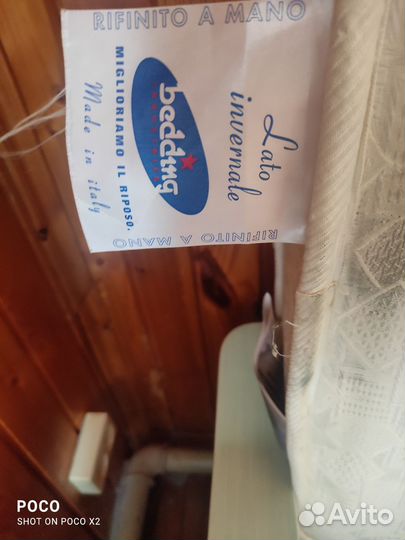 RIFINITO A MANO
Lato
invernale
bedding
MIGLIORIAMO IL RIPOSO.
Made in italy
RIFINITO A MANO
POCO
SHOT ON POCO X2
Avito